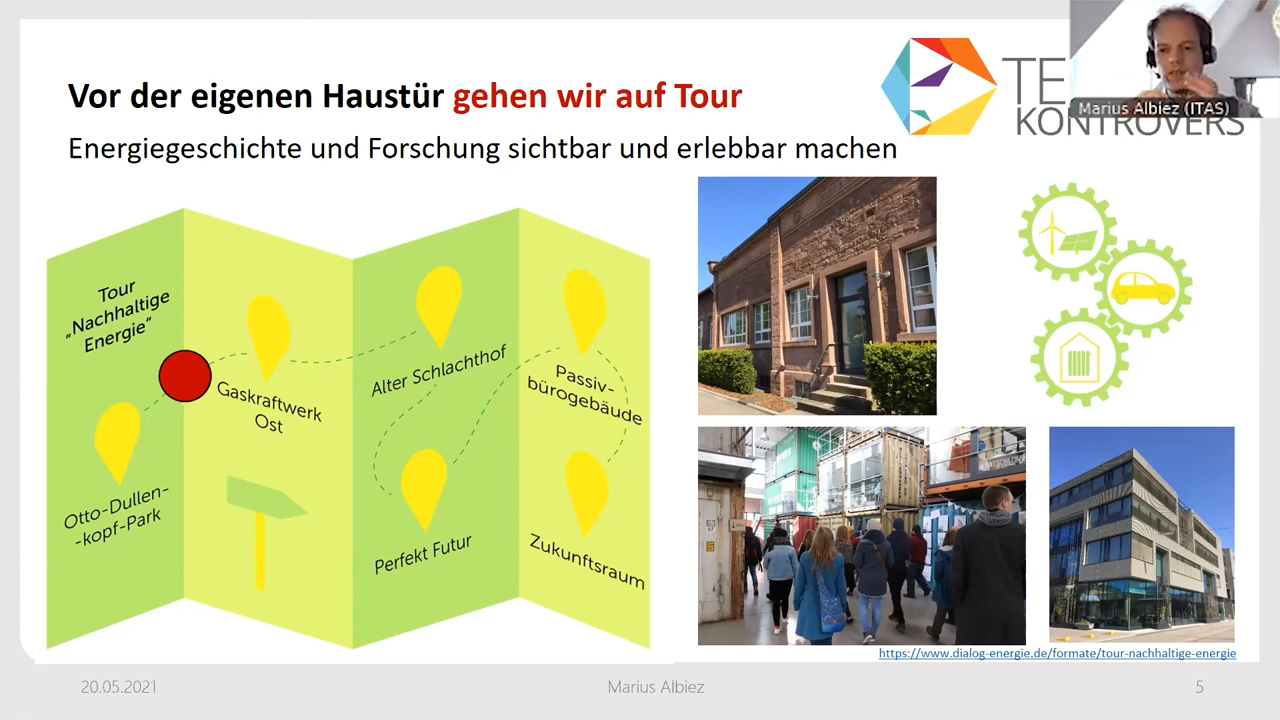 Vor der eigenen Haustür gehen wir auf Tour
Energiegeschichte und Forschung sichtbar und erlebbar machen
TE
KONTROVERS
Marius Albiez (ITAS)
Tour
„Nachhaltige
Energie“
Gaskraftwerk
Ost
Otto-Dullen-
-kopf-Park
Alter Schlachthof
Perfekt Futur
Passiv-
bürogebäude
Zukunftsraum
https://www.dialog-energie.de/formate/tour-nachhaltige-energie
20.05.2021
Marius Albiez
5